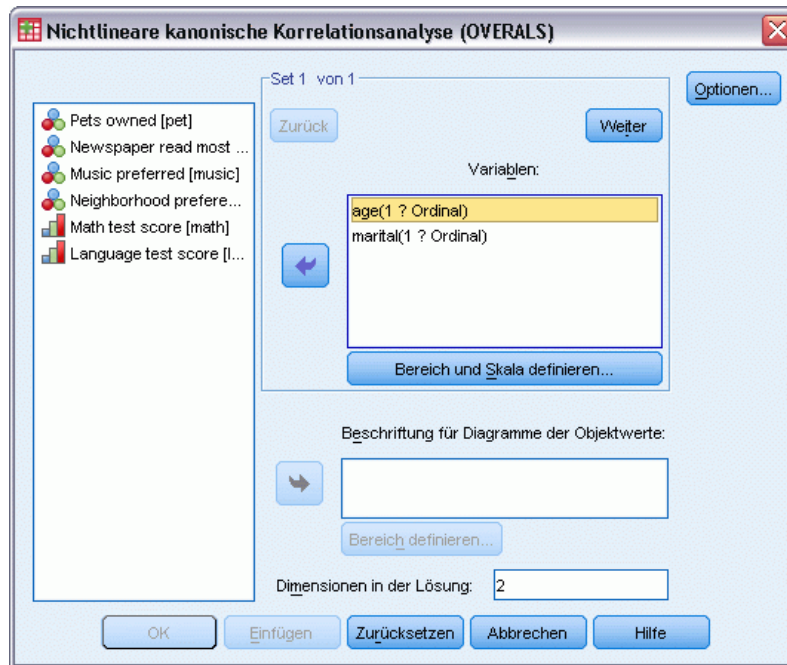 Nichtlineare kanonische Korrelationsanalyse (OVERALS)
Set 1 von 1
Optionen...
Zurück
Weiter
Pets owned [pet]
Newspaper read most ...
Music preferred [music]
Neighborhood prefere...
Math test score [math]
Language test score [l...
Variablen:
age(1 ? Ordinal)
marital(1 ? Ordinal)
Bereich und Skala definieren...
Beschriftung für Diagramme der Objektwerte:
Bereich definieren...
Dimensionen in der Lösung:
2
OK
Einfügen
Zurücksetzen
Abbrechen
Hilfe